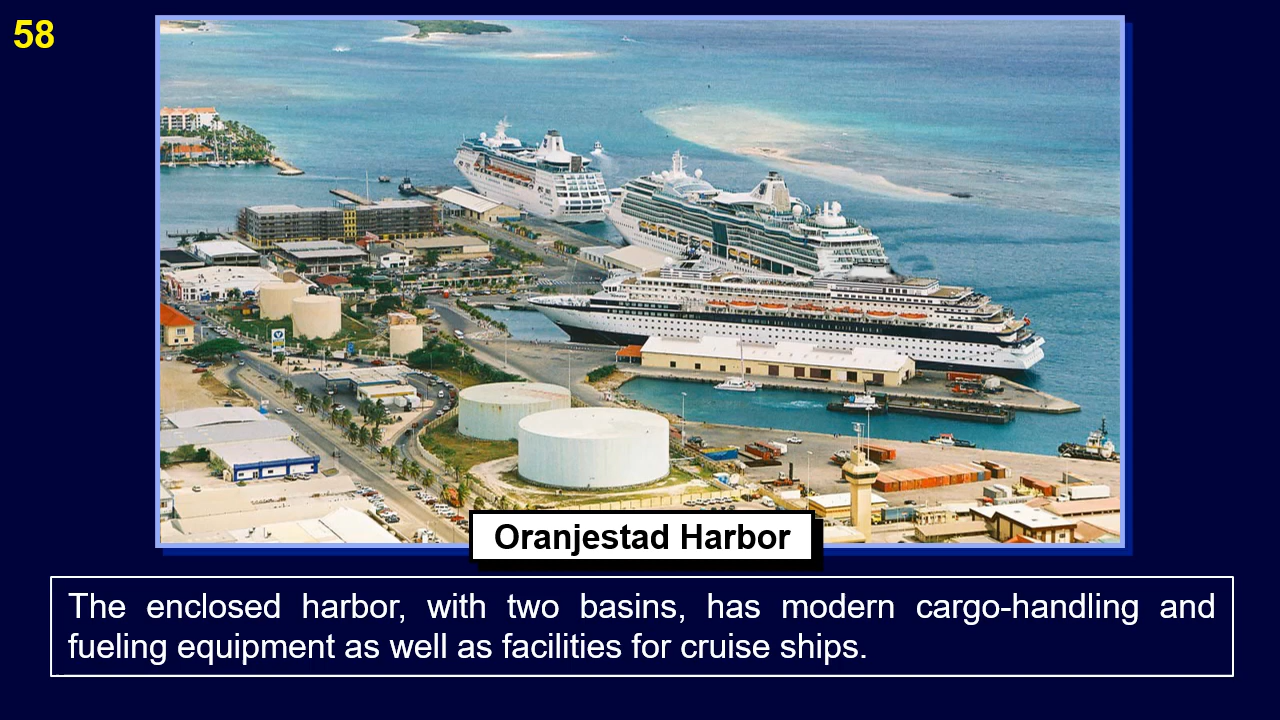 58
Oranjestad Harbor
The enclosed harbor, with two basins, has modern cargo-handling and
fueling equipment as well as facilities for cruise ships.